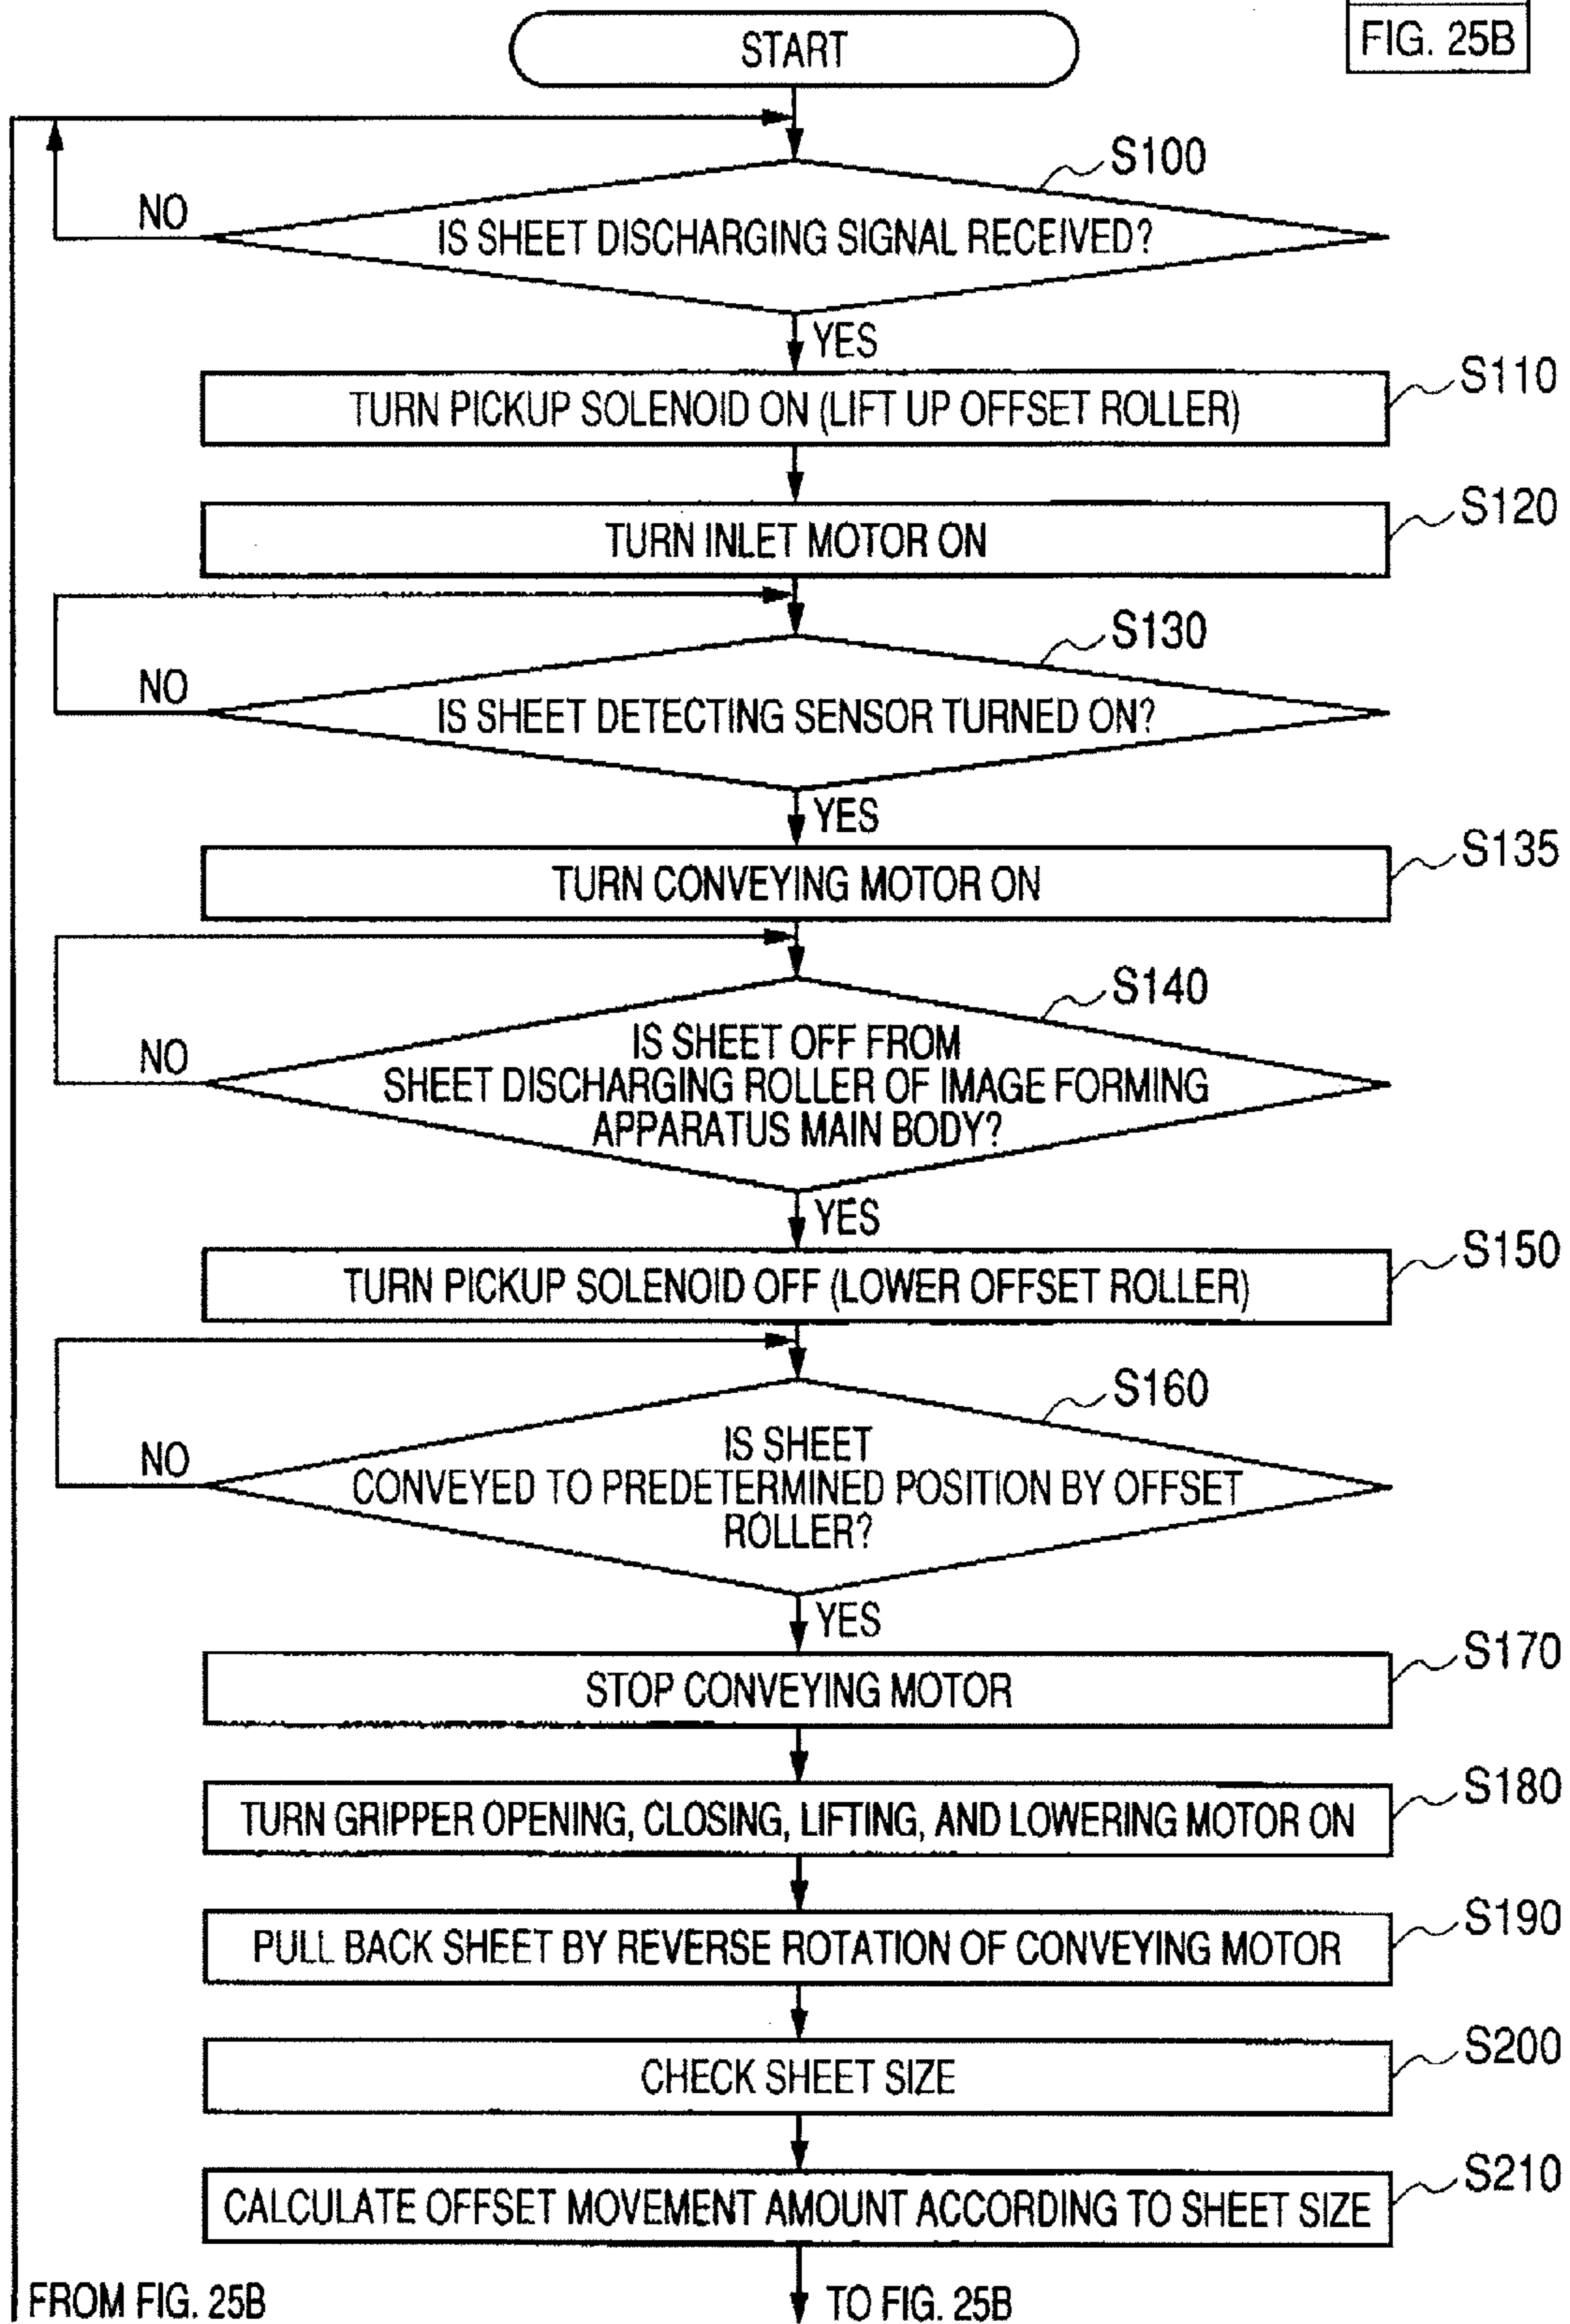 FIG. 25B
START
S100
NO
IS SHEET DISCHARGING SIGNAL RECEIVED?
YES
S110
TURN PICKUP SOLENOID ON (LIFT UP OFFSET ROLLER)
S120
TURN INLET MOTOR ON
S130
NO
IS SHEET DETECTING SENSOR TURNED ON?
YES
S135
TURN CONVEYING MOTOR ON
S140
NO
IS SHEET OFF FROM
SHEET DISCHARGING ROLLER OF IMAGE FORMING
APPARATUS MAIN BODY?
YES
S150
TURN PICKUP SOLENOID OFF (LOWER OFFSET ROLLER)
S160
NO
IS SHEET
CONVEYED TO PREDETERMINED POSITION BY OFFSET
ROLLER?
YES
S170
STOP CONVEYING MOTOR
S180
TURN GRIPPER OPENING, CLOSING, LIFTING, AND LOWERING MOTOR ON
S190
PULL BACK SHEET BY REVERSE ROTATION OF CONVEYING MOTOR
S200
CHECK SHEET SIZE
S210
CALCULATE OFFSET MOVEMENT AMOUNT ACCORDING TO SHEET SIZE
FROM FIG. 25B
TO FIG. 25B